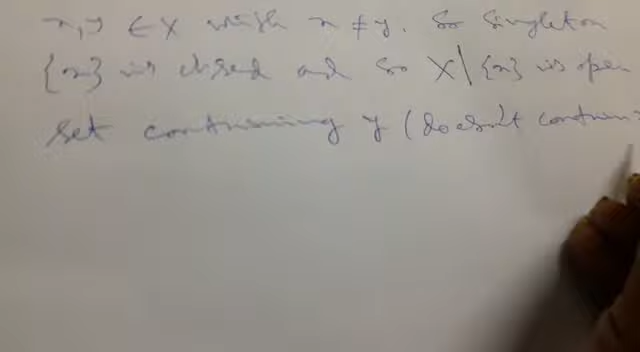 x, y ∈ X with x ≠ y. So singleton
{x} is closed and so X\{x} is open
set containing y (doesn't contain